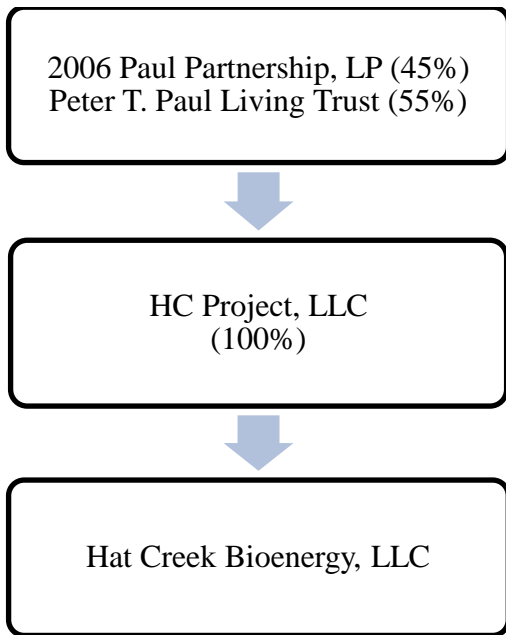 2006 Paul Partnership, LP (45%)
Peter T. Paul Living Trust (55%)
HC Project, LLC
(100%)
Hat Creek Bioenergy, LLC